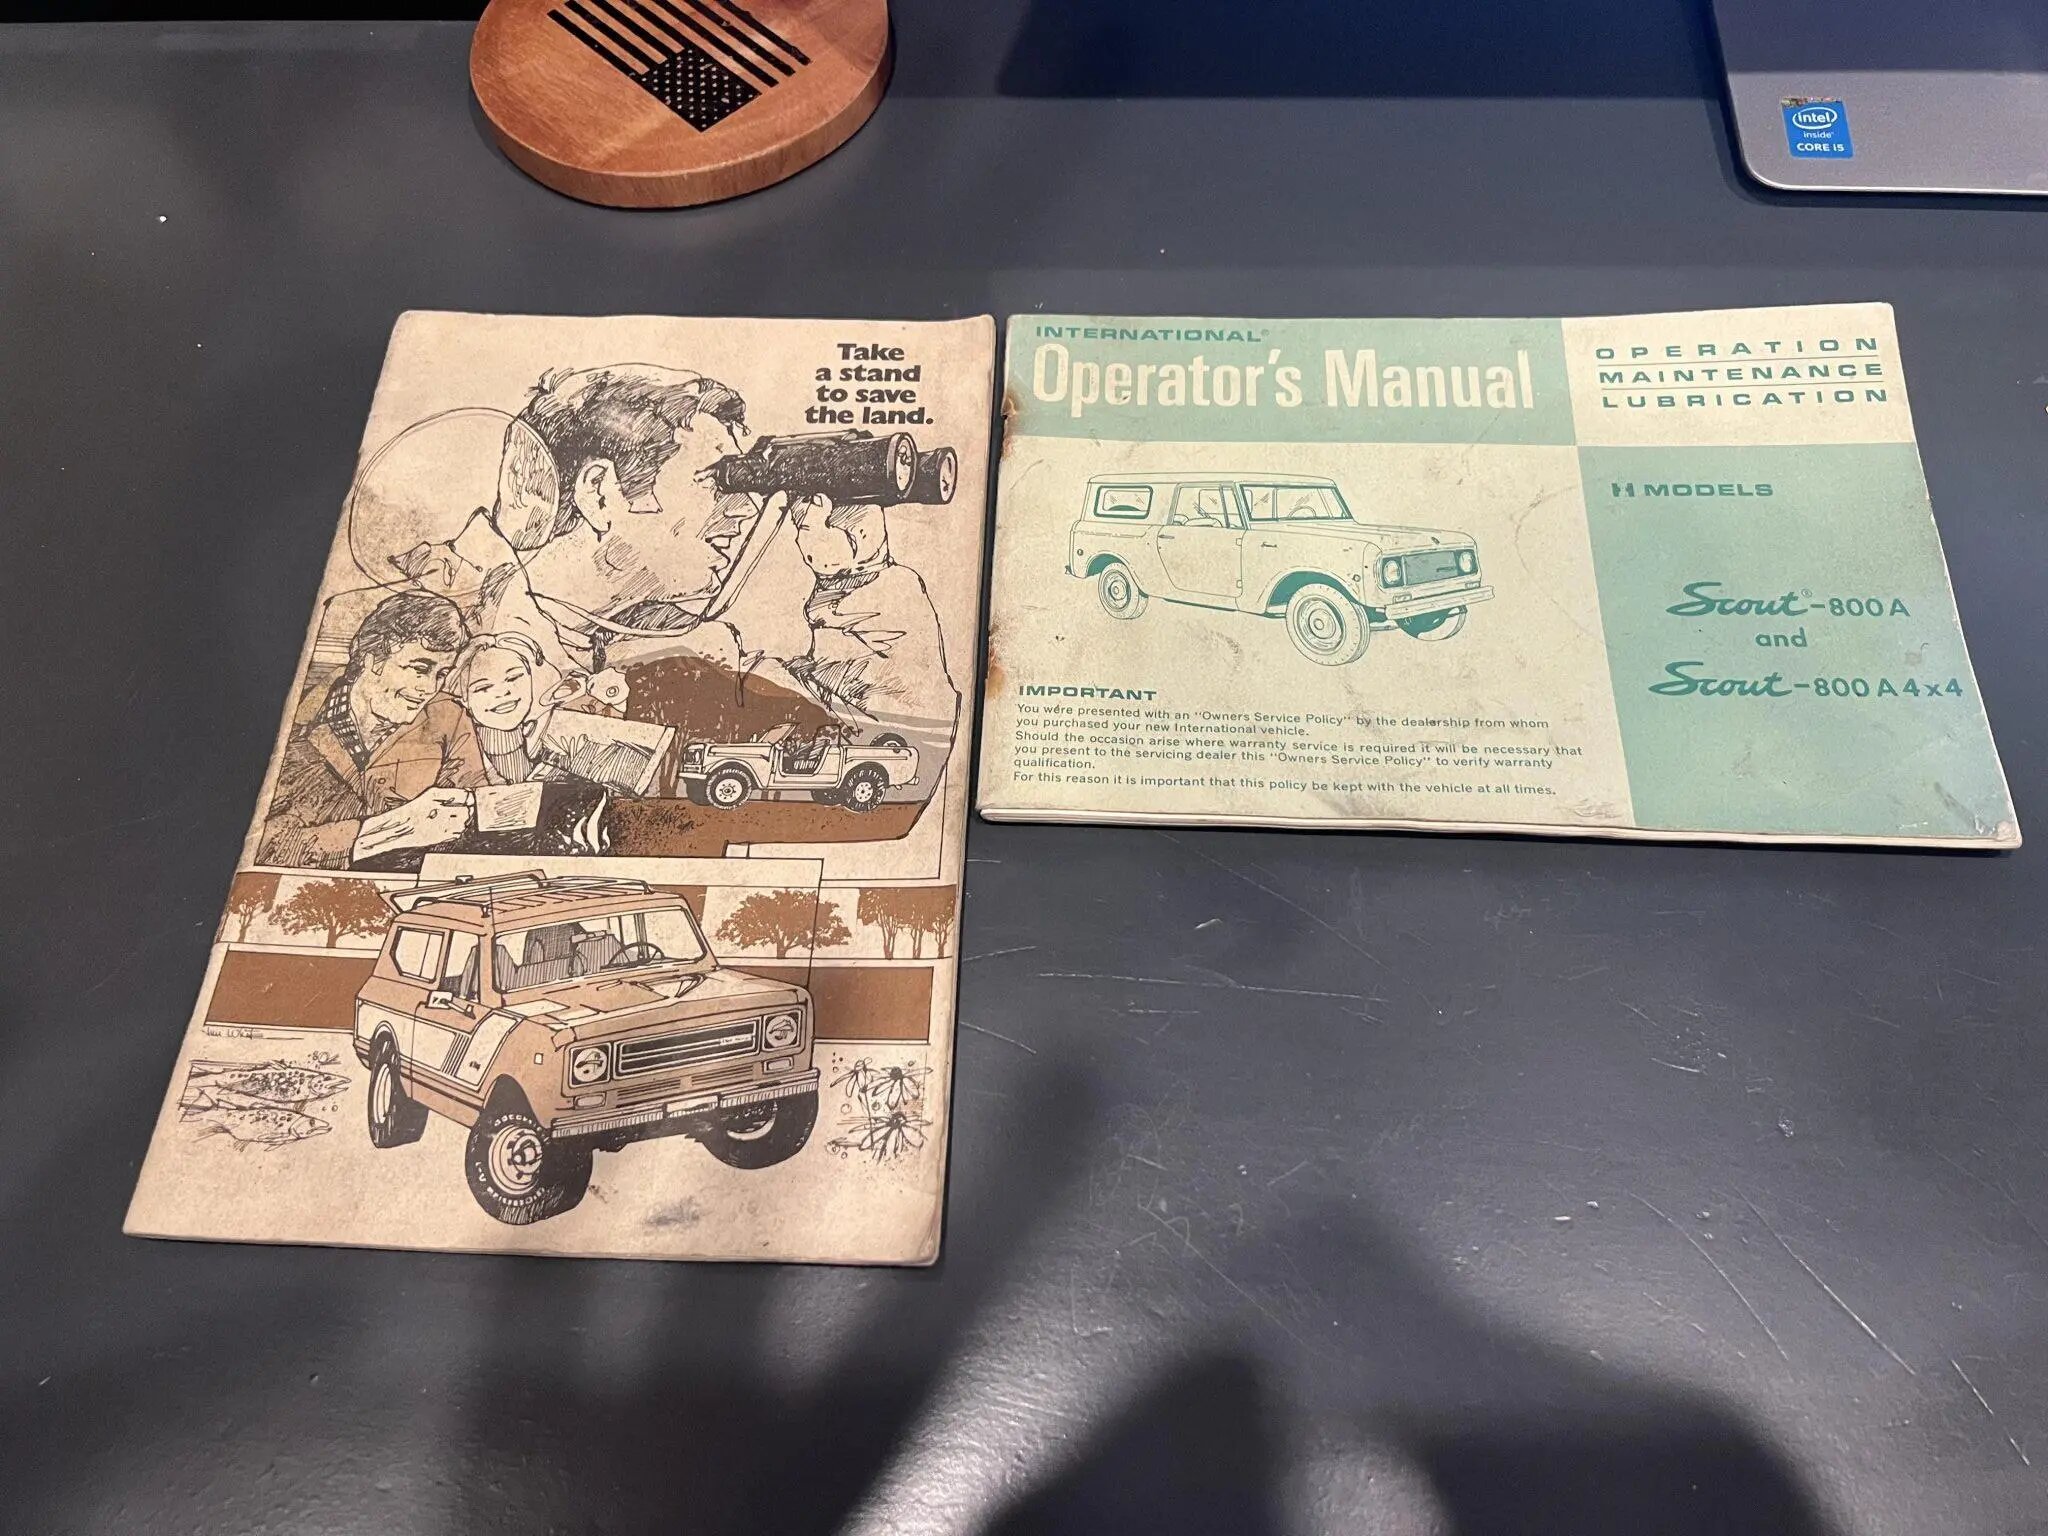 intel
inside
CORE i5
Take
a stand
to save
the land.
INTERNATIONAL®
Operator's Manual
OPERATION
MAINTENANCE
LUBRICATION
MODELS
Scout®-800A
and
Scout-800A 4x4
IMPORTANT
You were presented with an "Owners Service Policy" by the dealership from whom
you purchased your new International vehicle.
Should the occasion arise where warranty service is required it will be necessary that
you present to the servicing dealer this "Owners Service Policy" to verify warranty
qualification.
For this reason it is important that this policy be kept with the vehicle at all times.